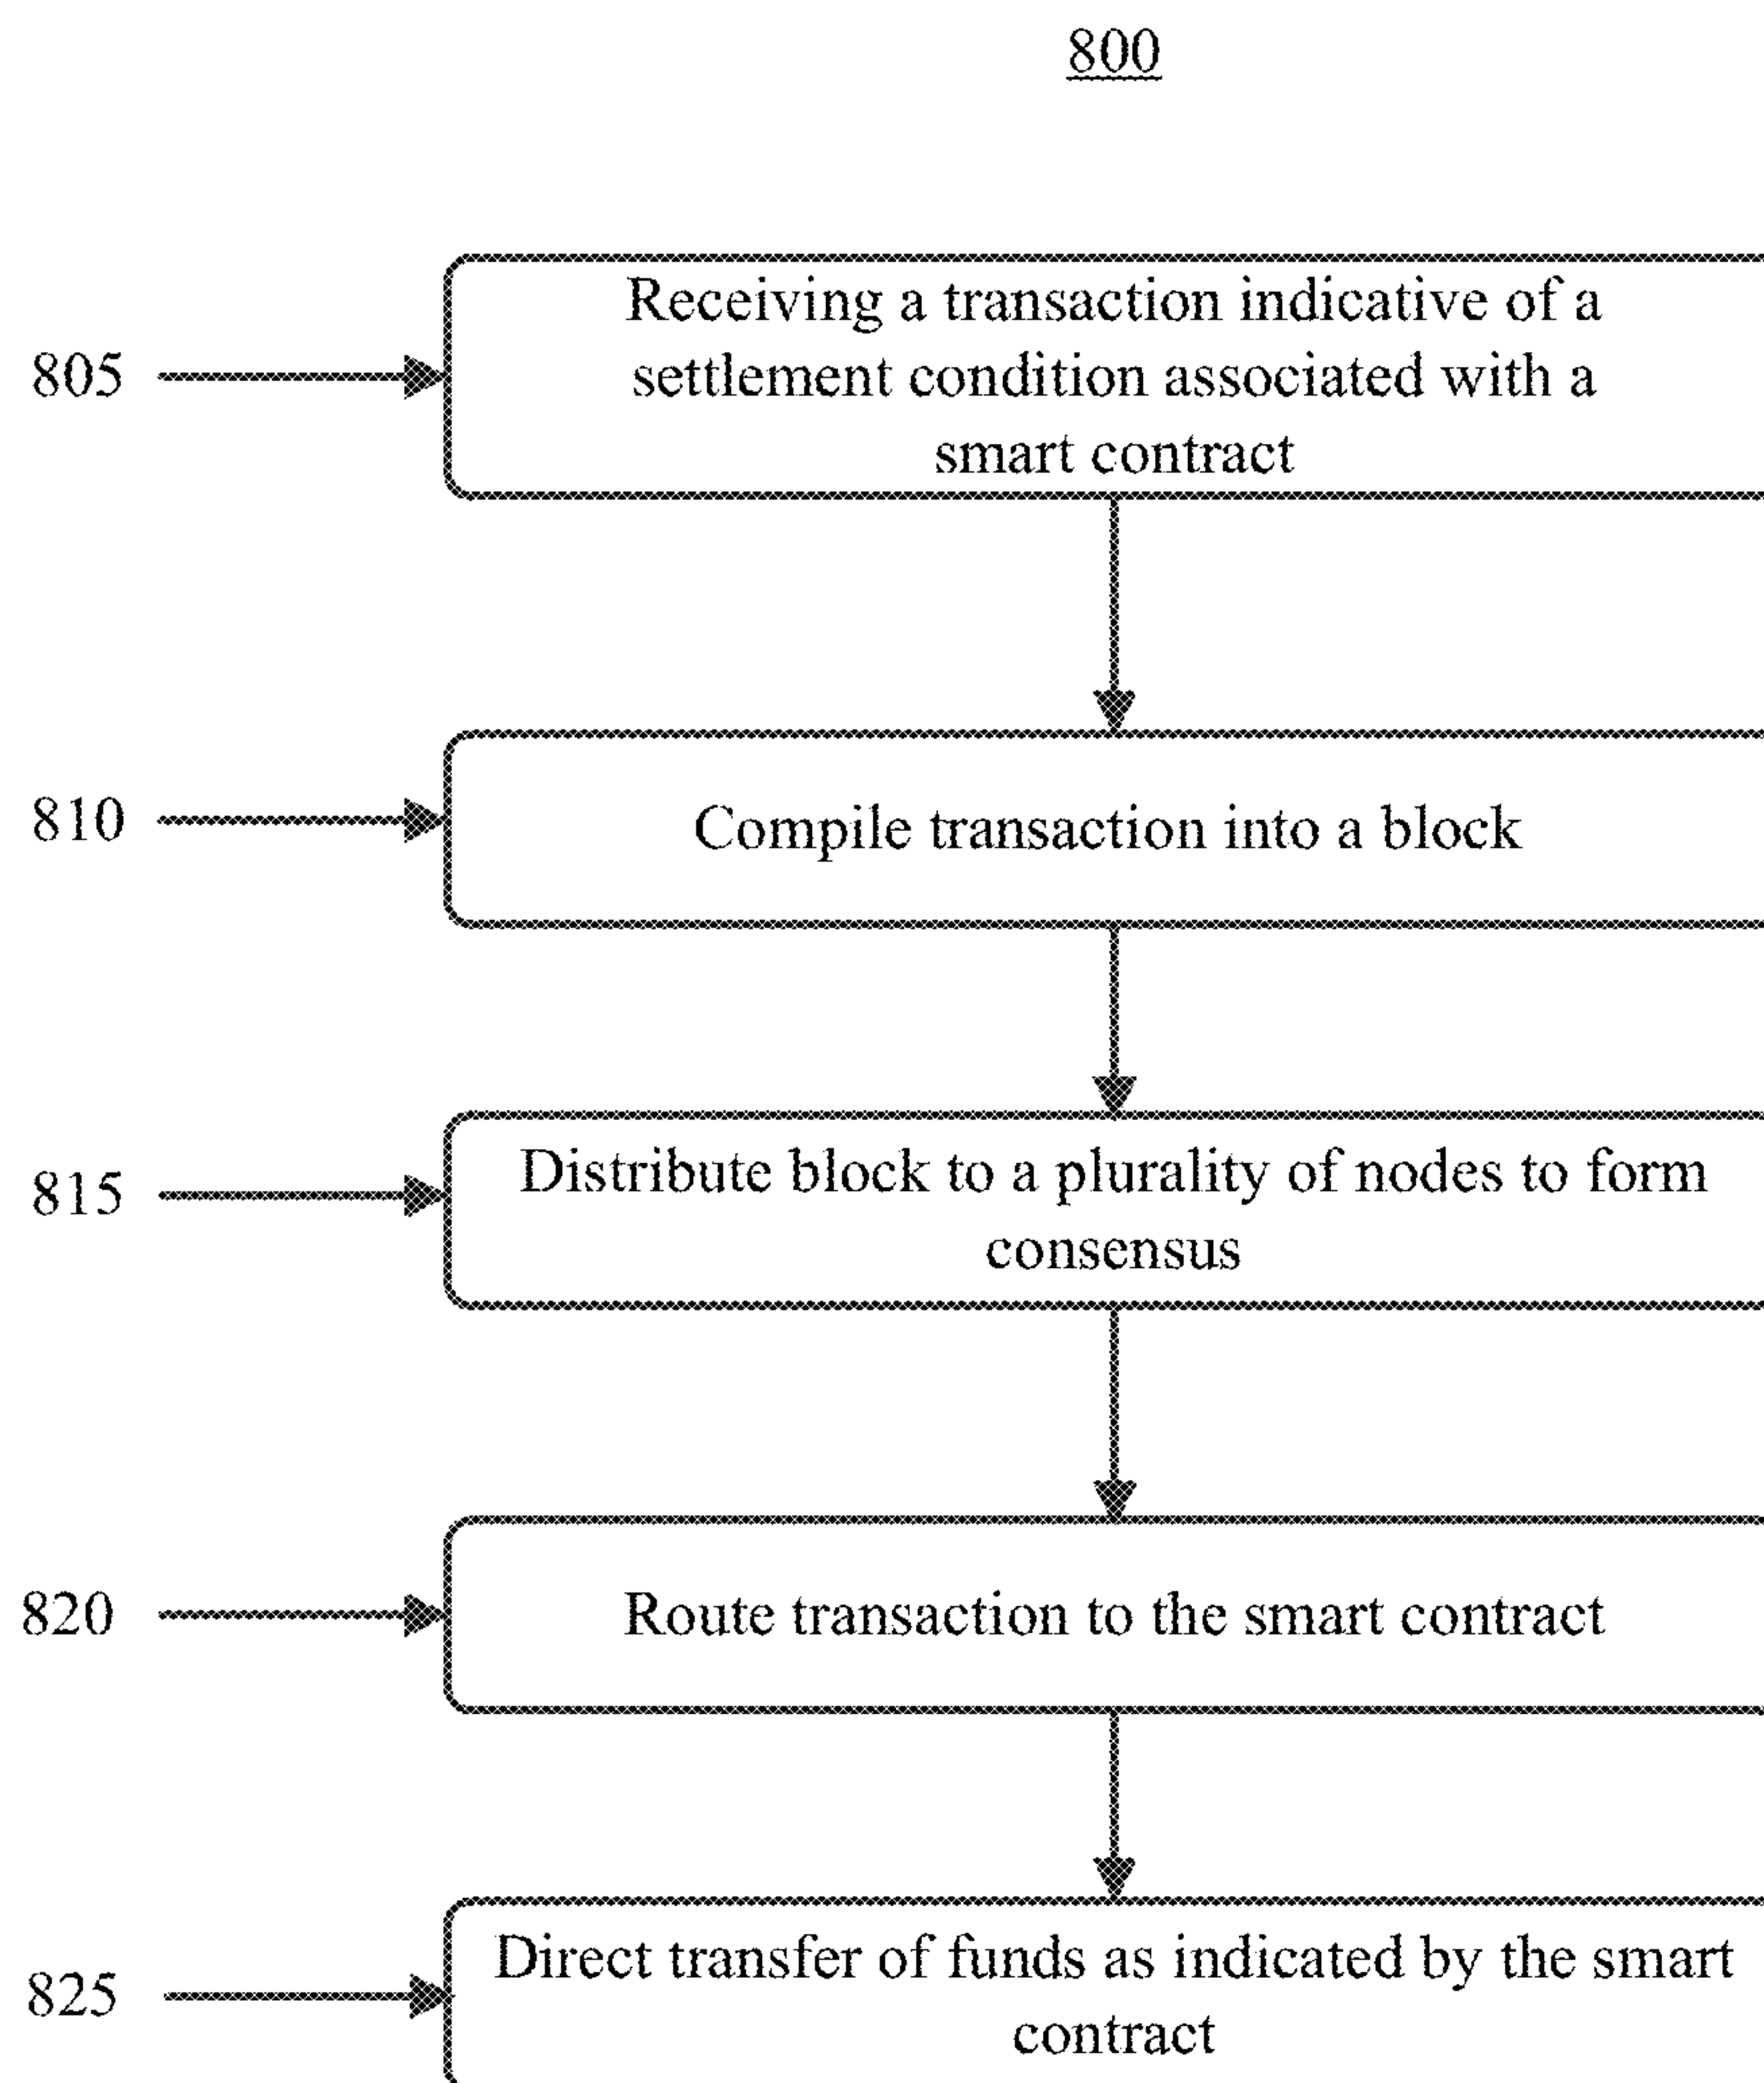 800
805
Receiving a transaction indicative of a
settlement condition associated with a
smart contract
810
Compile transaction into a block
815
Distribute block to a plurality of nodes to form
consensus
820
Route transaction to the smart contract
825
Direct transfer of funds as indicated by the smart
contract